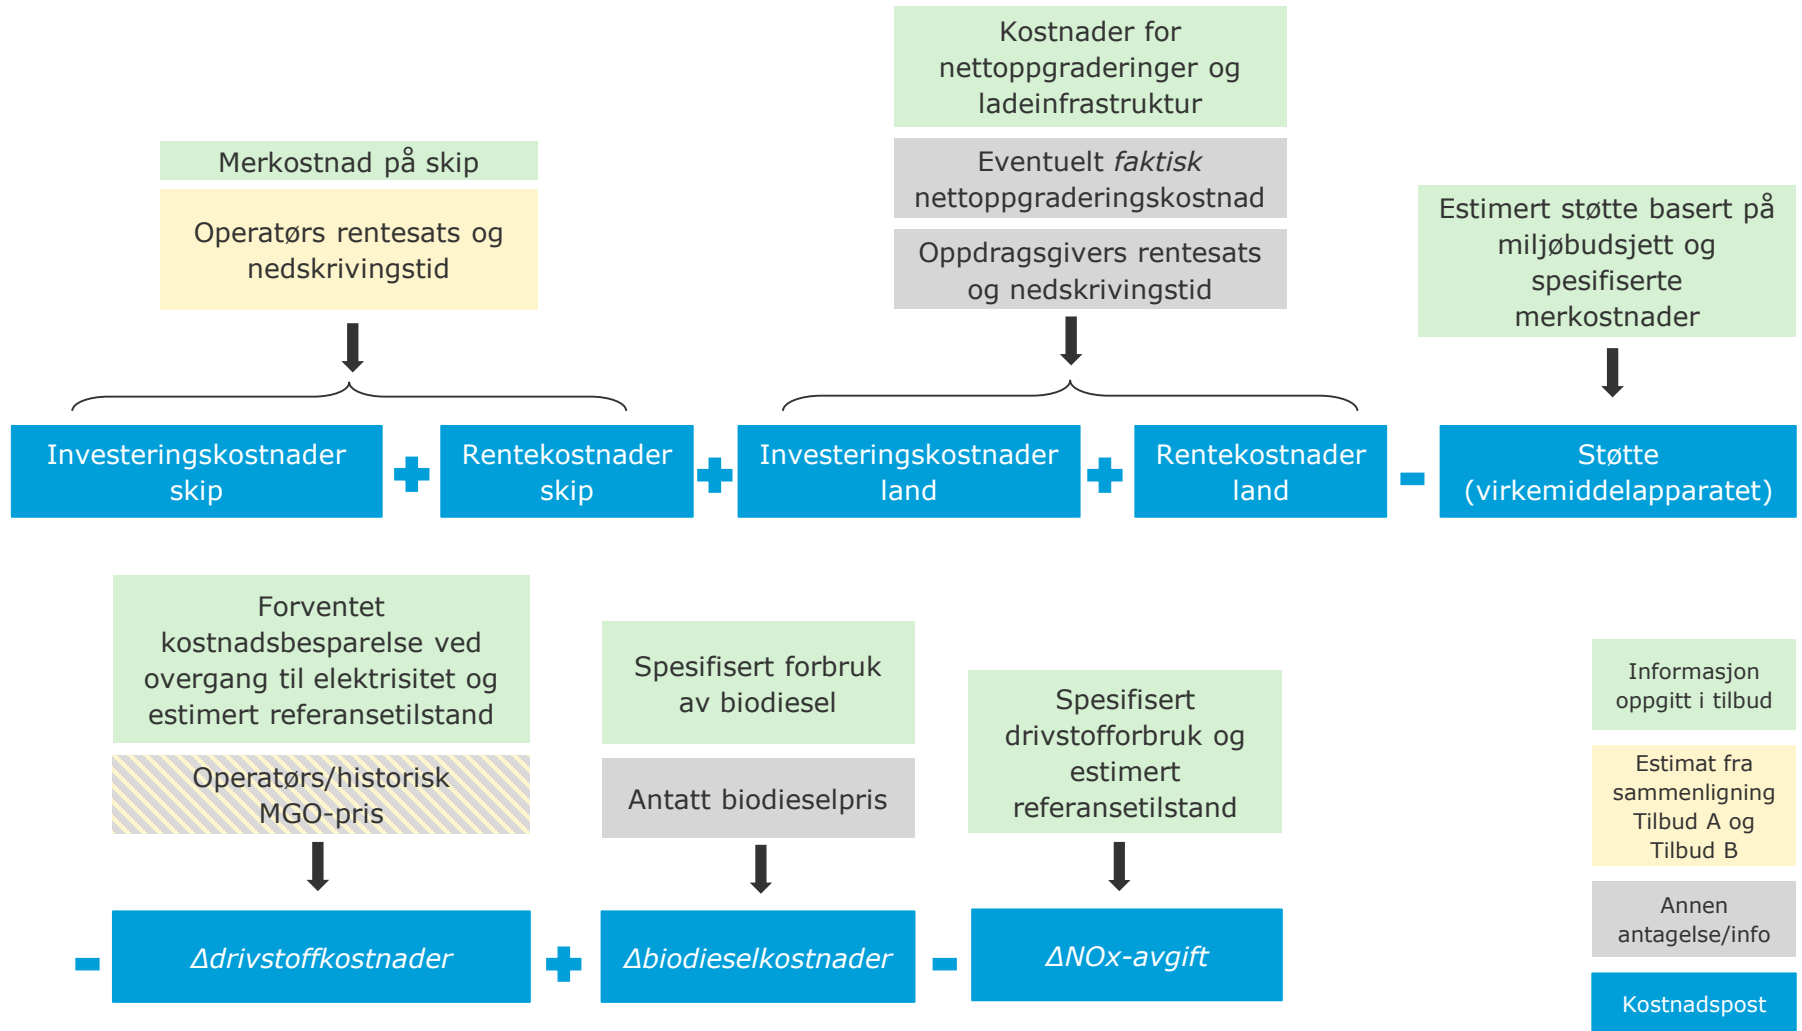 Kostnader for
nettoppgraderinger og
ladeinfrastruktur
Merkostnad på skip
Eventuelt faktisk
nettoppgraderingskostnad
Operatørs rentesats og
nedskrivingstid
Oppdragsgivers rentesats
og nedskrivingstid
Estimert støtte basert på
miljøbudsjett og
spesifiserte
merkostnader
Investeringskostnader
skip
+
Rentekostnader
skip
+
Investeringskostnader
land
+
Rentekostnader
land
-
Støtte
(virkemiddelapparatet)
Forventet
kostnadsbesparelse ved
overgang til elektrisitet og
estimert referansetilstand
Operatørs/historisk
MGO-pris
Spesifisert forbruk
av biodiesel
Antatt biodieselpris
Spesifisert
drivstofforbruk og
estimert
referansetilstand
-
Δdrivstoffkostnader
+
Δbiodieselkostnader
-
ΔNOx-avgift
Informasjon
oppgitt i tilbud
Estimat fra
sammenligning
Tilbud A og
Tilbud B
Annen
antagelse/info
Kostnadspost